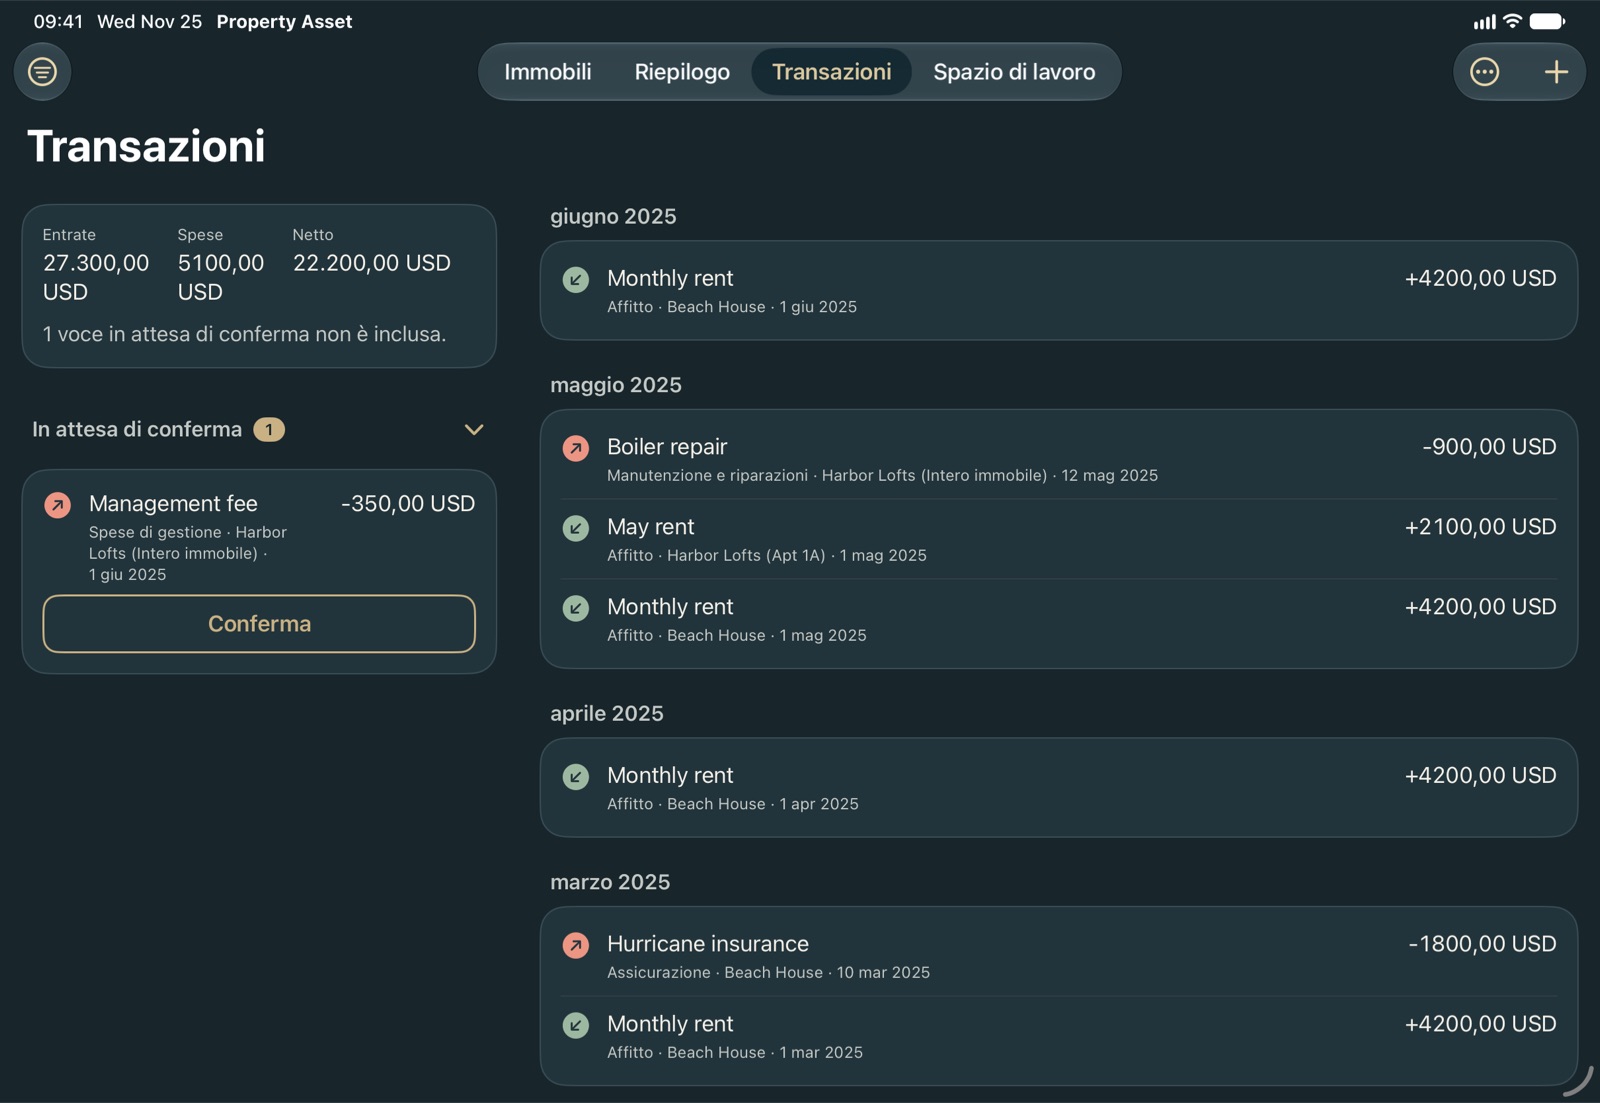 09:41 Wed Nov 25 Property Asset
Immobili Riepilogo Transazioni Spazio di lavoro
Transazioni
Entrate Spese Netto
27.300,00 5100,00 22.200,00 USD
USD USD
1 voce in attesa di conferma non è inclusa.
In attesa di conferma 1
Management fee -350,00 USD
Spese di gestione · Harbor
Lofts (Intero immobile) ·
1 giu 2025
Conferma
giugno 2025
Monthly rent +4200,00 USD
Affitto · Beach House · 1 giu 2025
maggio 2025
Boiler repair -900,00 USD
Manutenzione e riparazioni · Harbor Lofts (Intero immobile) · 12 mag 2025
May rent +2100,00 USD
Affitto · Harbor Lofts (Apt 1A) · 1 mag 2025
Monthly rent +4200,00 USD
Affitto · Beach House · 1 mag 2025
aprile 2025
Monthly rent +4200,00 USD
Affitto · Beach House · 1 apr 2025
marzo 2025
Hurricane insurance -1800,00 USD
Assicurazione · Beach House · 10 mar 2025
Monthly rent +4200,00 USD
Affitto · Beach House · 1 mar 2025